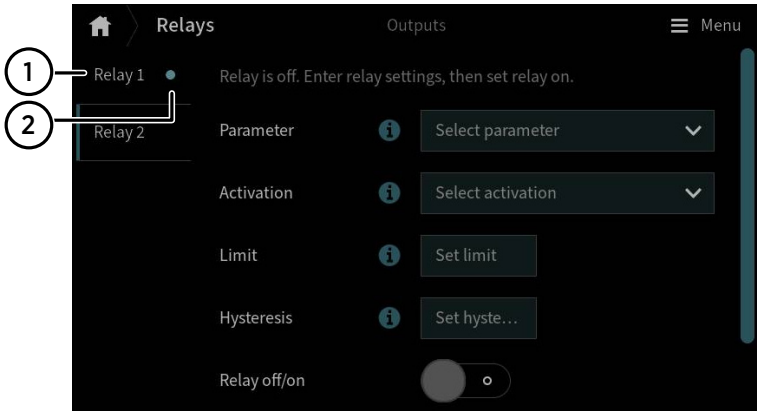 Relays
Outputs
Menu
1
Relay 1
Relay is off. Enter relay settings, then set relay on.
2
Relay 2
Parameter
Select parameter
Activation
Select activation
Limit
Set limit
Hysteresis
Set hyste...
Relay off/on